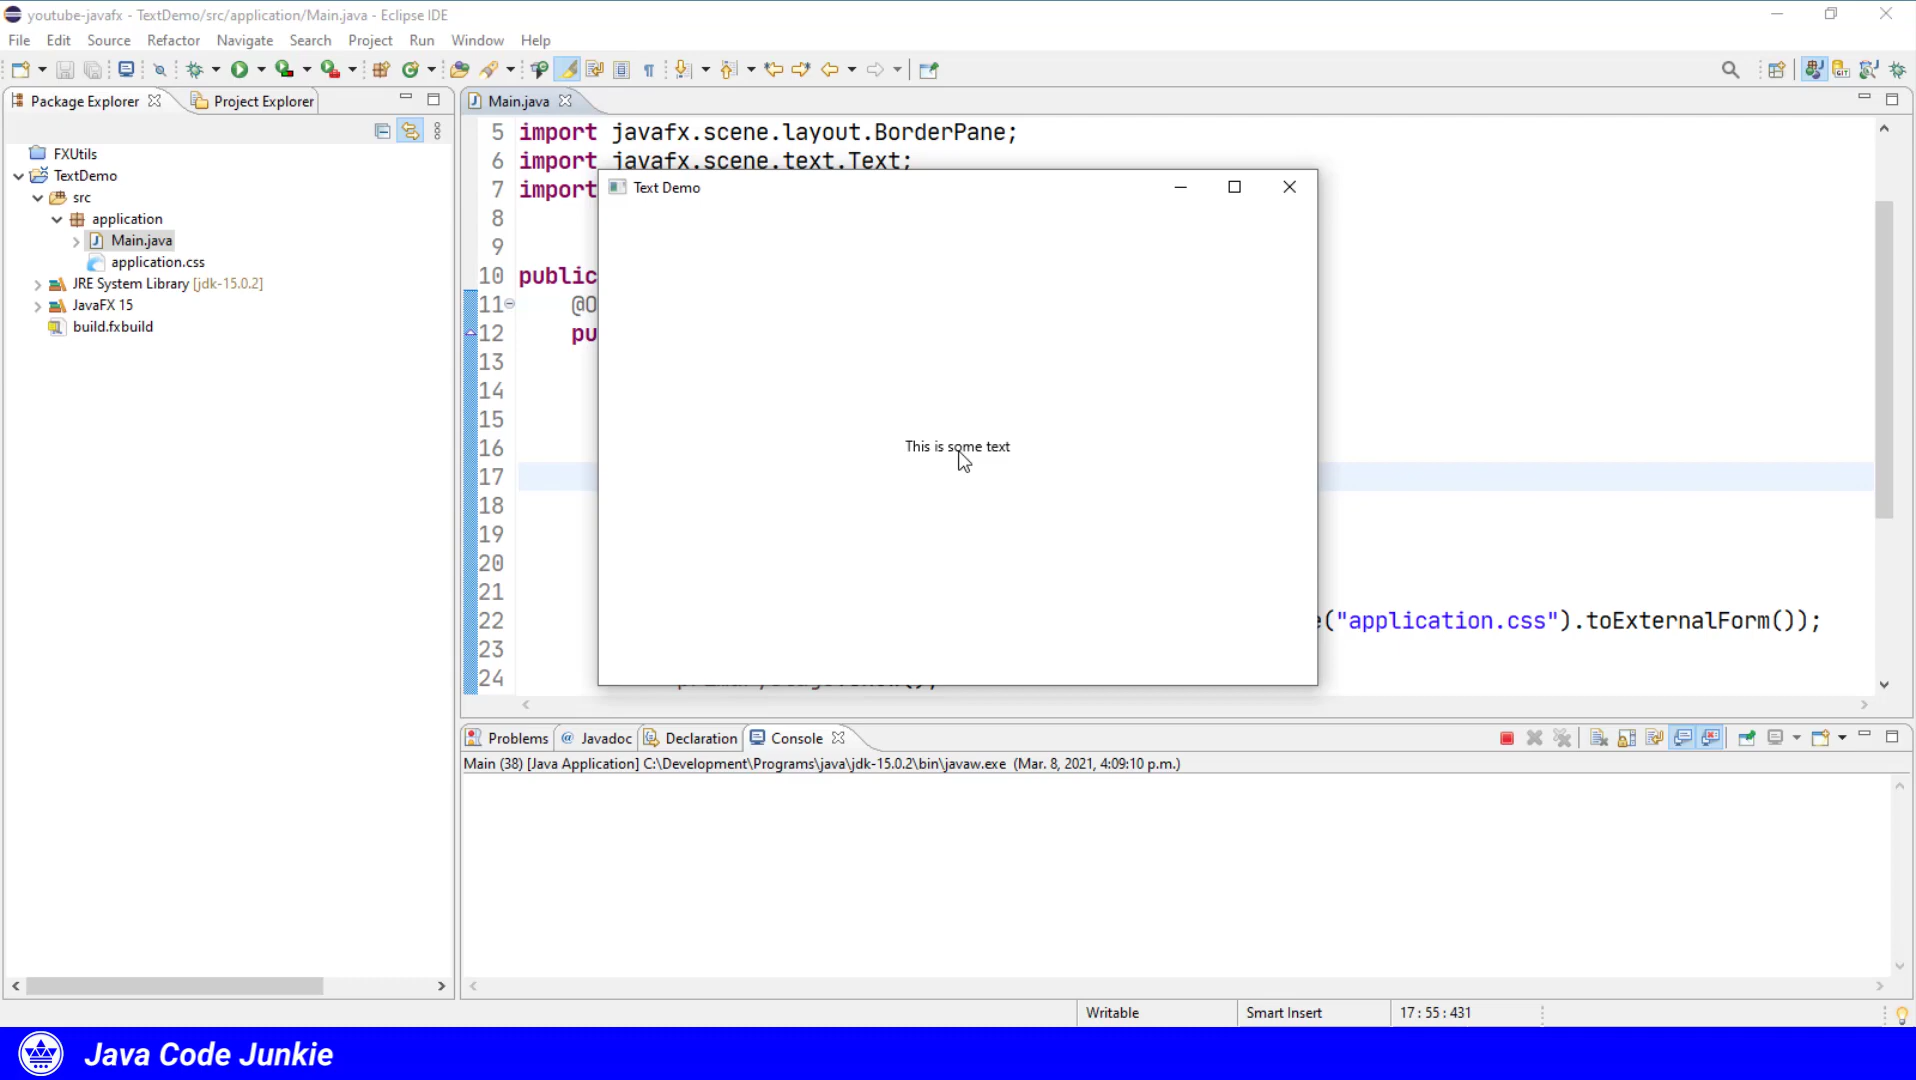 youtube-javafx - TextDemo/src/application/Main.java - Eclipse IDE
File Edit Source Refactor Navigate Search Project Run Window Help
Package Explorer Project Explorer
Main.java
FXUtils
TextDemo
src
application
Main.java
application.css
JRE System Library [jdk-15.0.2]
JavaFX 15
build.fxbuild
5 import javafx.scene.layout.BorderPane;
6 import javafx.scene.text.Text;
7 import
8
9
10 public
11 @O
12 pu
13
14
15
16
17
18
19
20
21
22 e("application.css").toExternalForm());
23
24
Text Demo
This is some text
Problems @ Javadoc Declaration Console
Main (38) [Java Application] C:\Development\Programs\java\jdk-15.0.2\bin\javaw.exe (Mar. 8, 2021, 4:09:10 p.m.)
Writable Smart Insert 17 : 55 : 431
Java Code Junkie